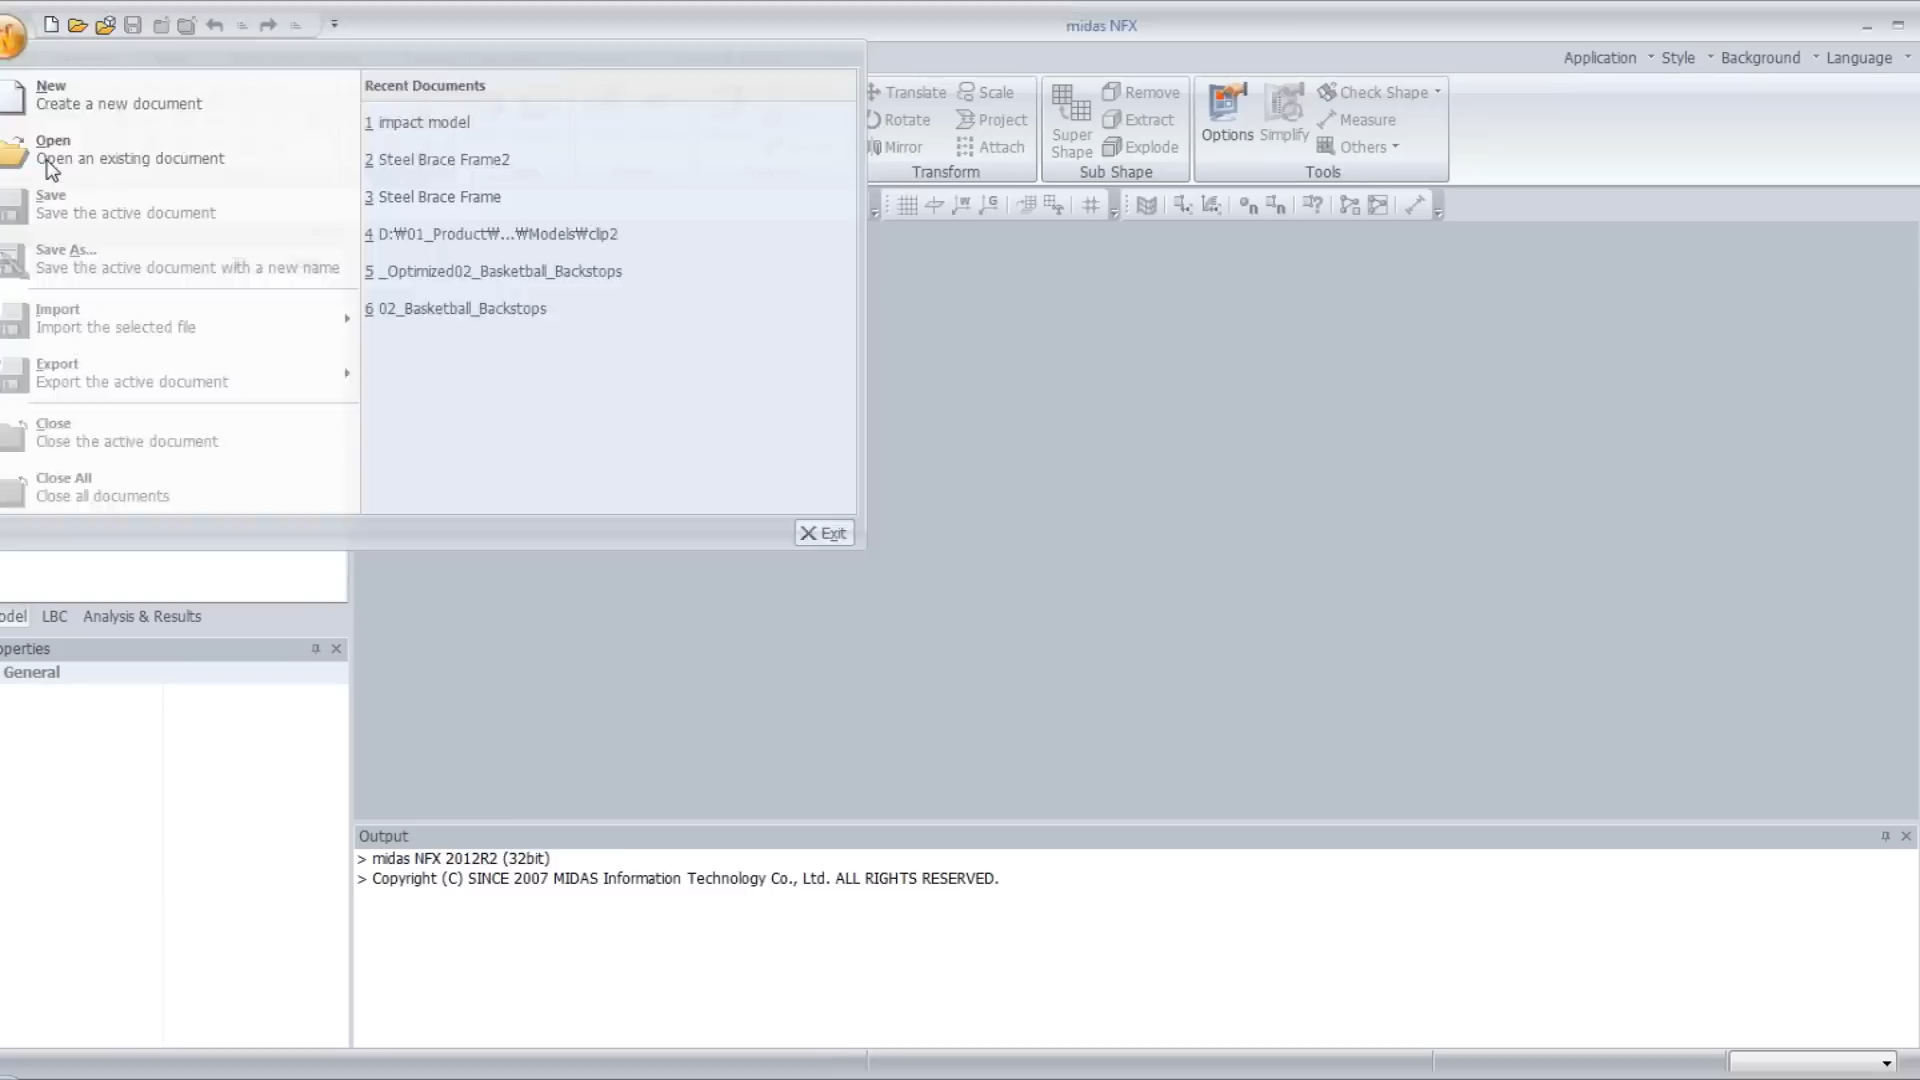 midas NFX
Application Style Background Language
New
Create a new document
Open
Open an existing document
Save
Save the active document
Save As...
Save the active document with a new name
Import
Import the selected file
Export
Export the active document
Close
Close the active document
Close All
Close all documents
Recent Documents
1 impact model
2 Steel Brace Frame2
3 Steel Brace Frame
4 D:₩01_Product₩...₩Models₩clip2
5 _Optimized02_Basketball_Backstops
6 02_Basketball_Backstops
Exit
Translate Scale
Rotate Project
Mirror Attach
Transform
Super Shape
Remove
Extract
Explode
Sub Shape
Options Simplify
Check Shape
Measure
Others
Tools
odel LBC Analysis & Results
operties
General
Output
> midas NFX 2012R2 (32bit)
> Copyright (C) SINCE 2007 MIDAS Information Technology Co., Ltd. ALL RIGHTS RESERVED.